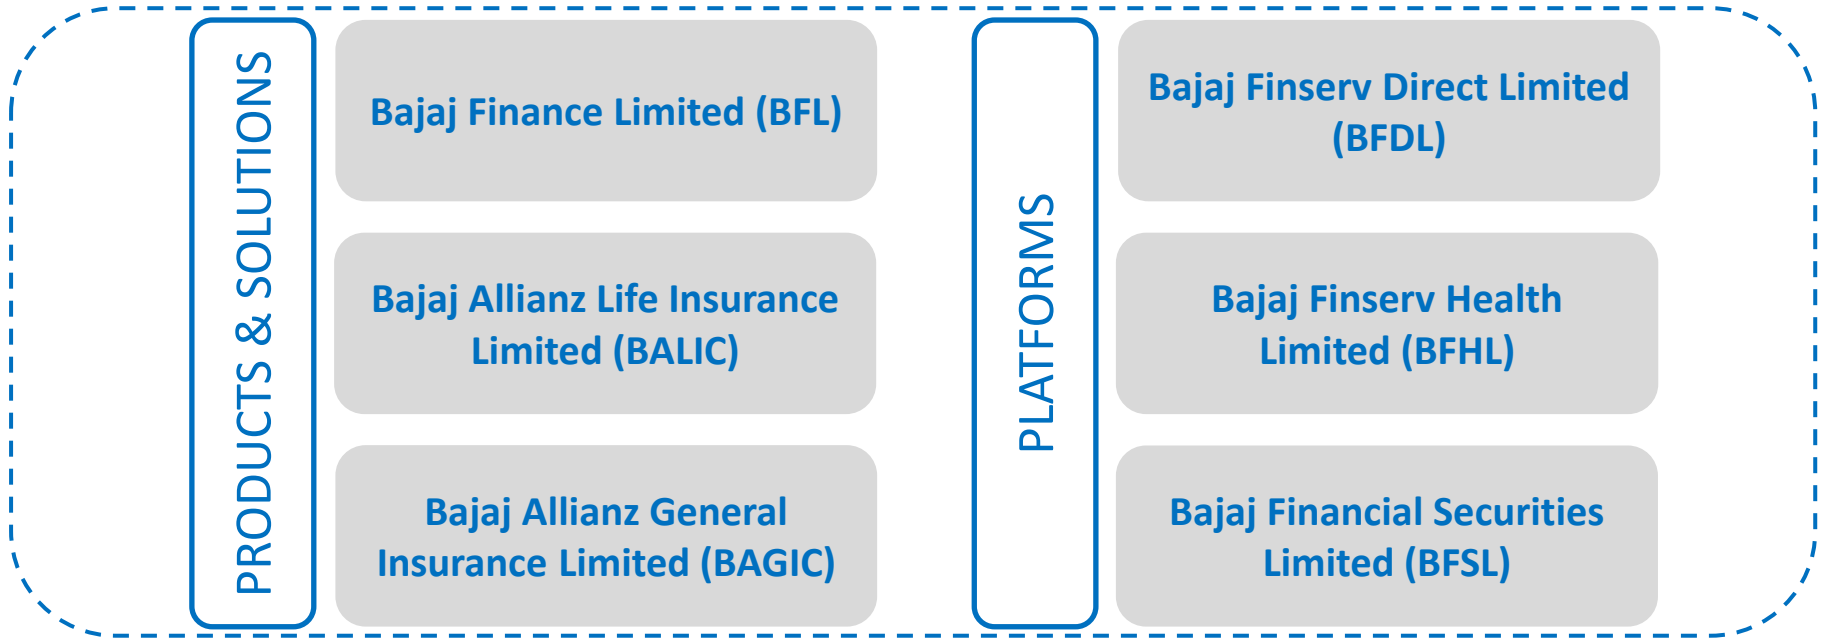 PRODUCTS & SOLUTIONS
Bajaj Finance Limited (BFL)
Bajaj Allianz Life Insurance
Limited (BALIC)
Bajaj Allianz General
Insurance Limited (BAGIC)
PLATFORMS
Bajaj Finserv Direct Limited
(BFDL)
Bajaj Finserv Health
Limited (BFHL)
Bajaj Financial Securities
Limited (BFSL)